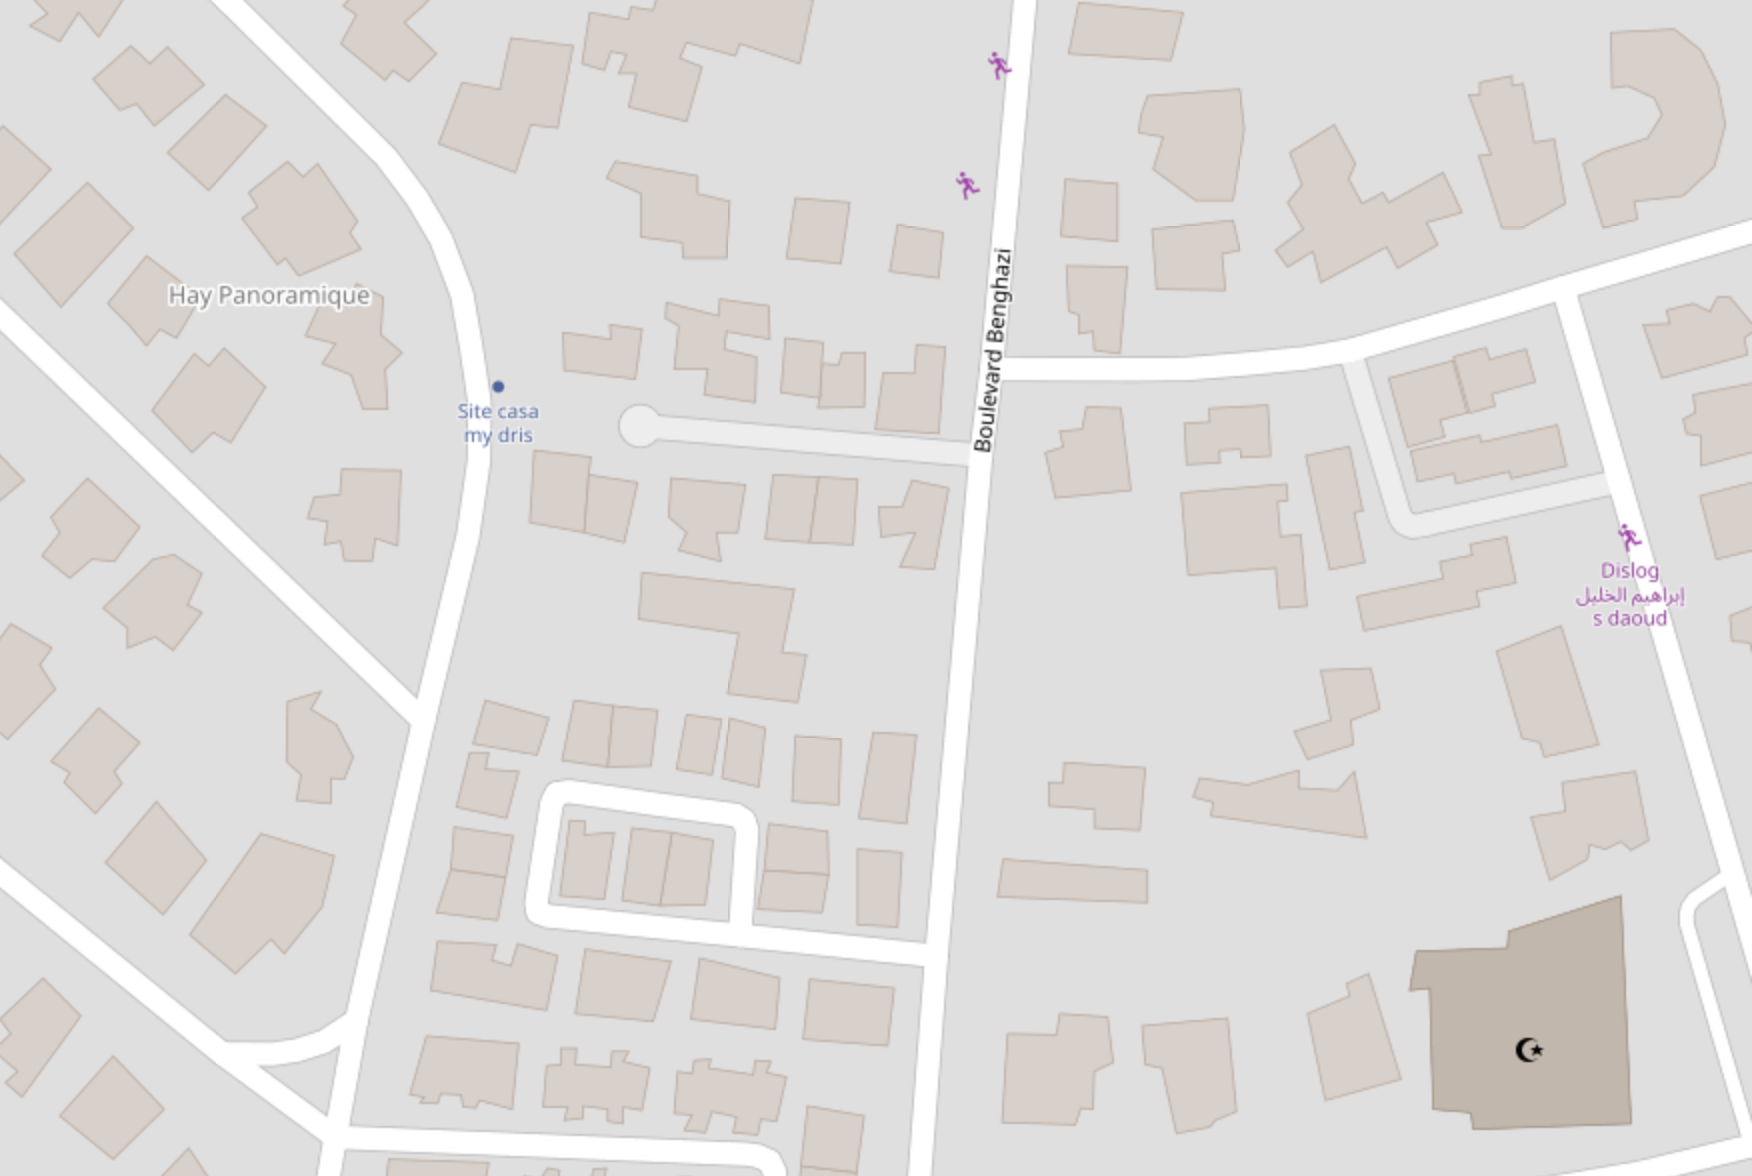 Boulevard Benghazi
Hay Panoramique
Site casa
my dris
Dislog
إبراهيم الخليل
s daoud